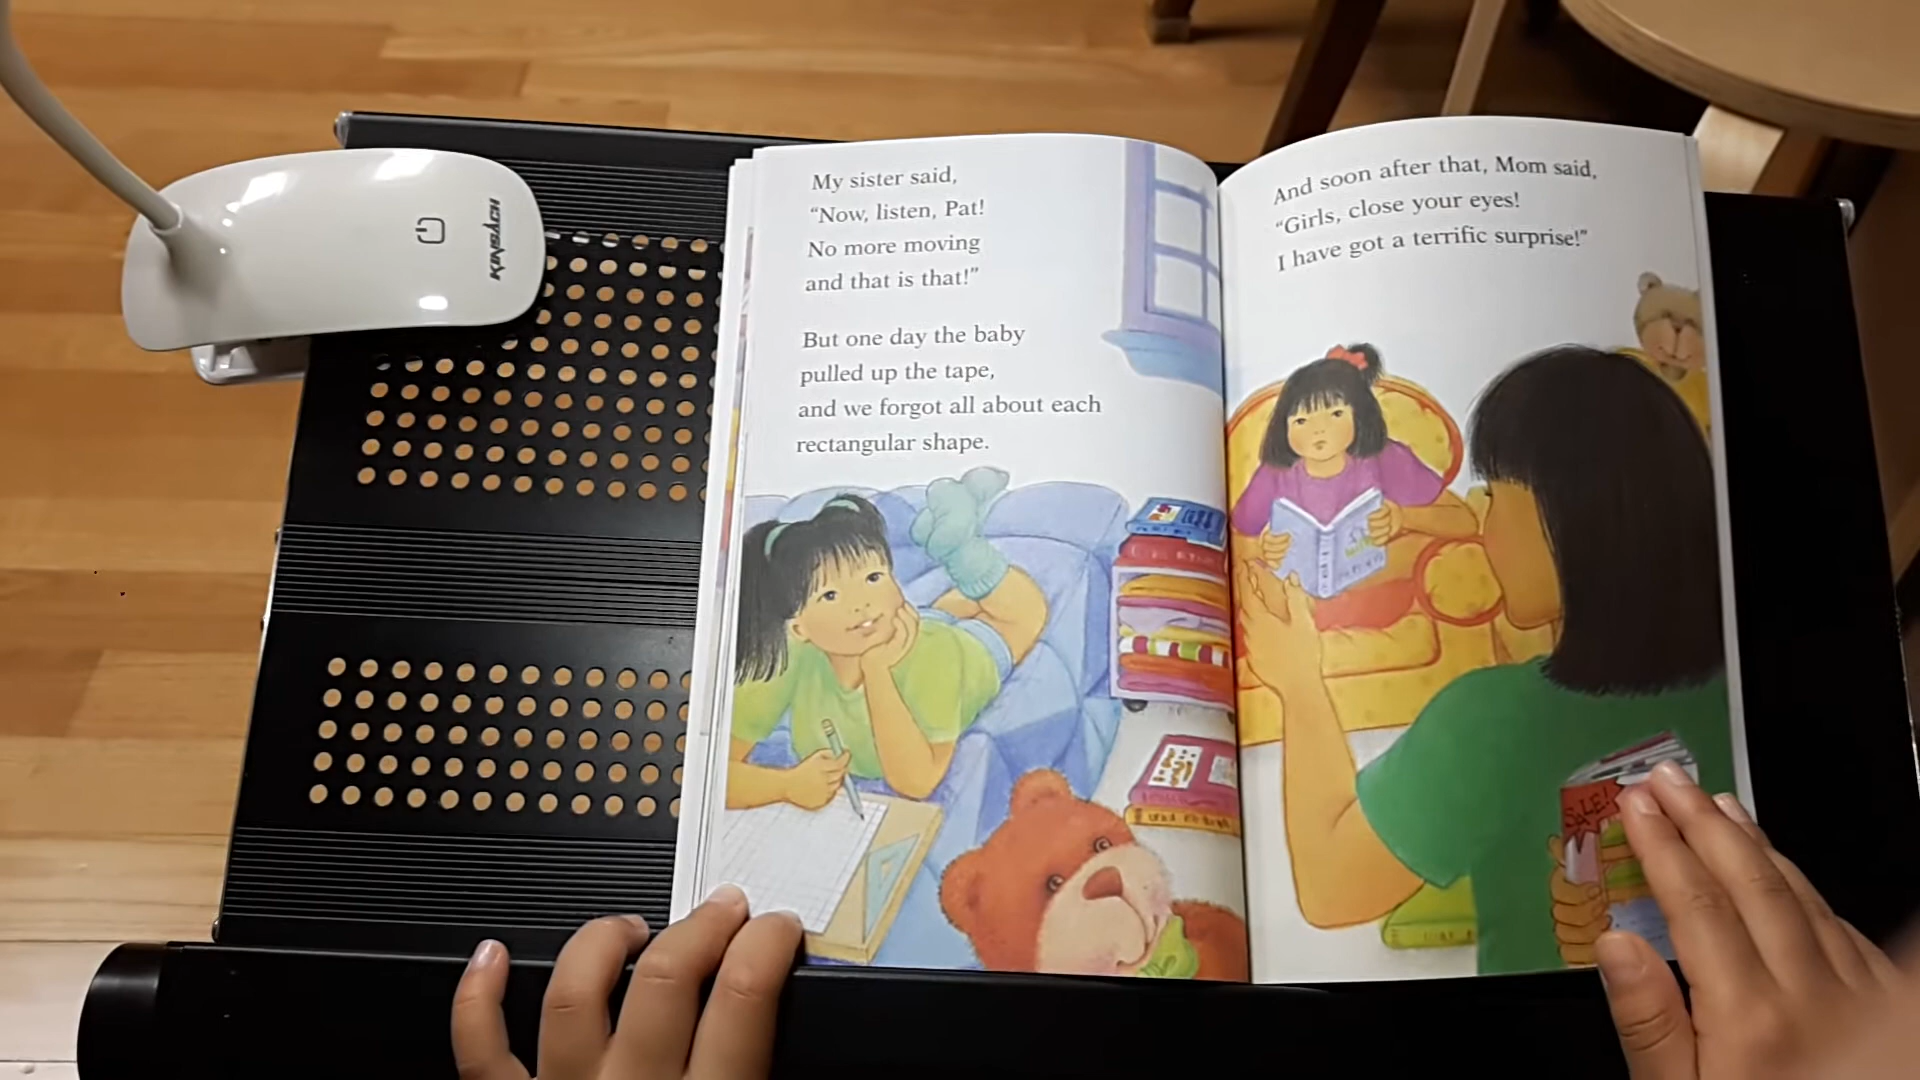 KINSACH
My sister said,
“Now, listen, Pat!
No more moving
and that is that!”
But one day the baby
pulled up the tape,
and we forgot all about each
rectangular shape.
And soon after that, Mom said,
“Girls, close your eyes!
I have got a terrific surprise!”
SALE!